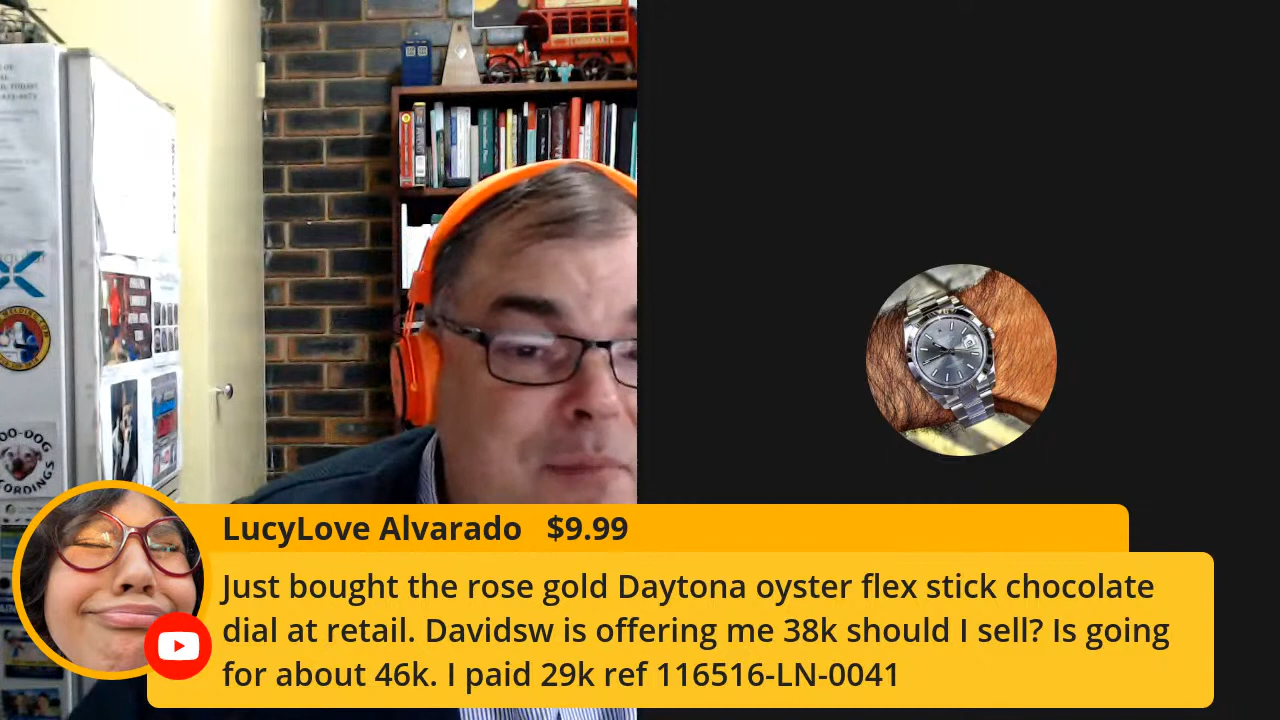 LucyLove Alvarado $9.99
Just bought the rose gold Daytona oyster flex stick chocolate
dial at retail. Davidsw is offering me 38k should I sell? Is going
for about 46k. I paid 29k ref 116516-LN-0041